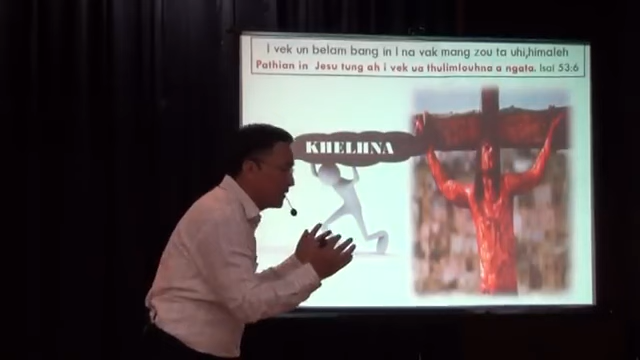 I vek un belam bang in I na vak mang zou ta uhi,himaleh
Pathian in Jesu tung ah i vek ua thulimlouhna a ngata. Isai 53:6
KHELHNA